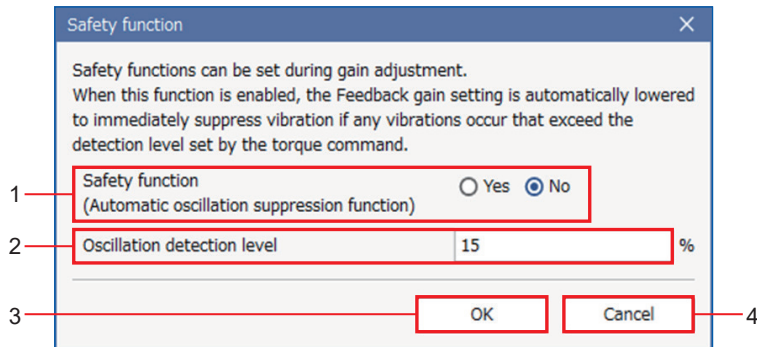 Safety function
Safety functions can be set during gain adjustment.
When this function is enabled, the Feedback gain setting is automatically lowered
to immediately suppress vibration if any vibrations occur that exceed the
detection level set by the torque command.
1
Safety function
(Automatic oscillation suppression function)
Yes No
2
Oscillation detection level 15 %
3
OK Cancel
4